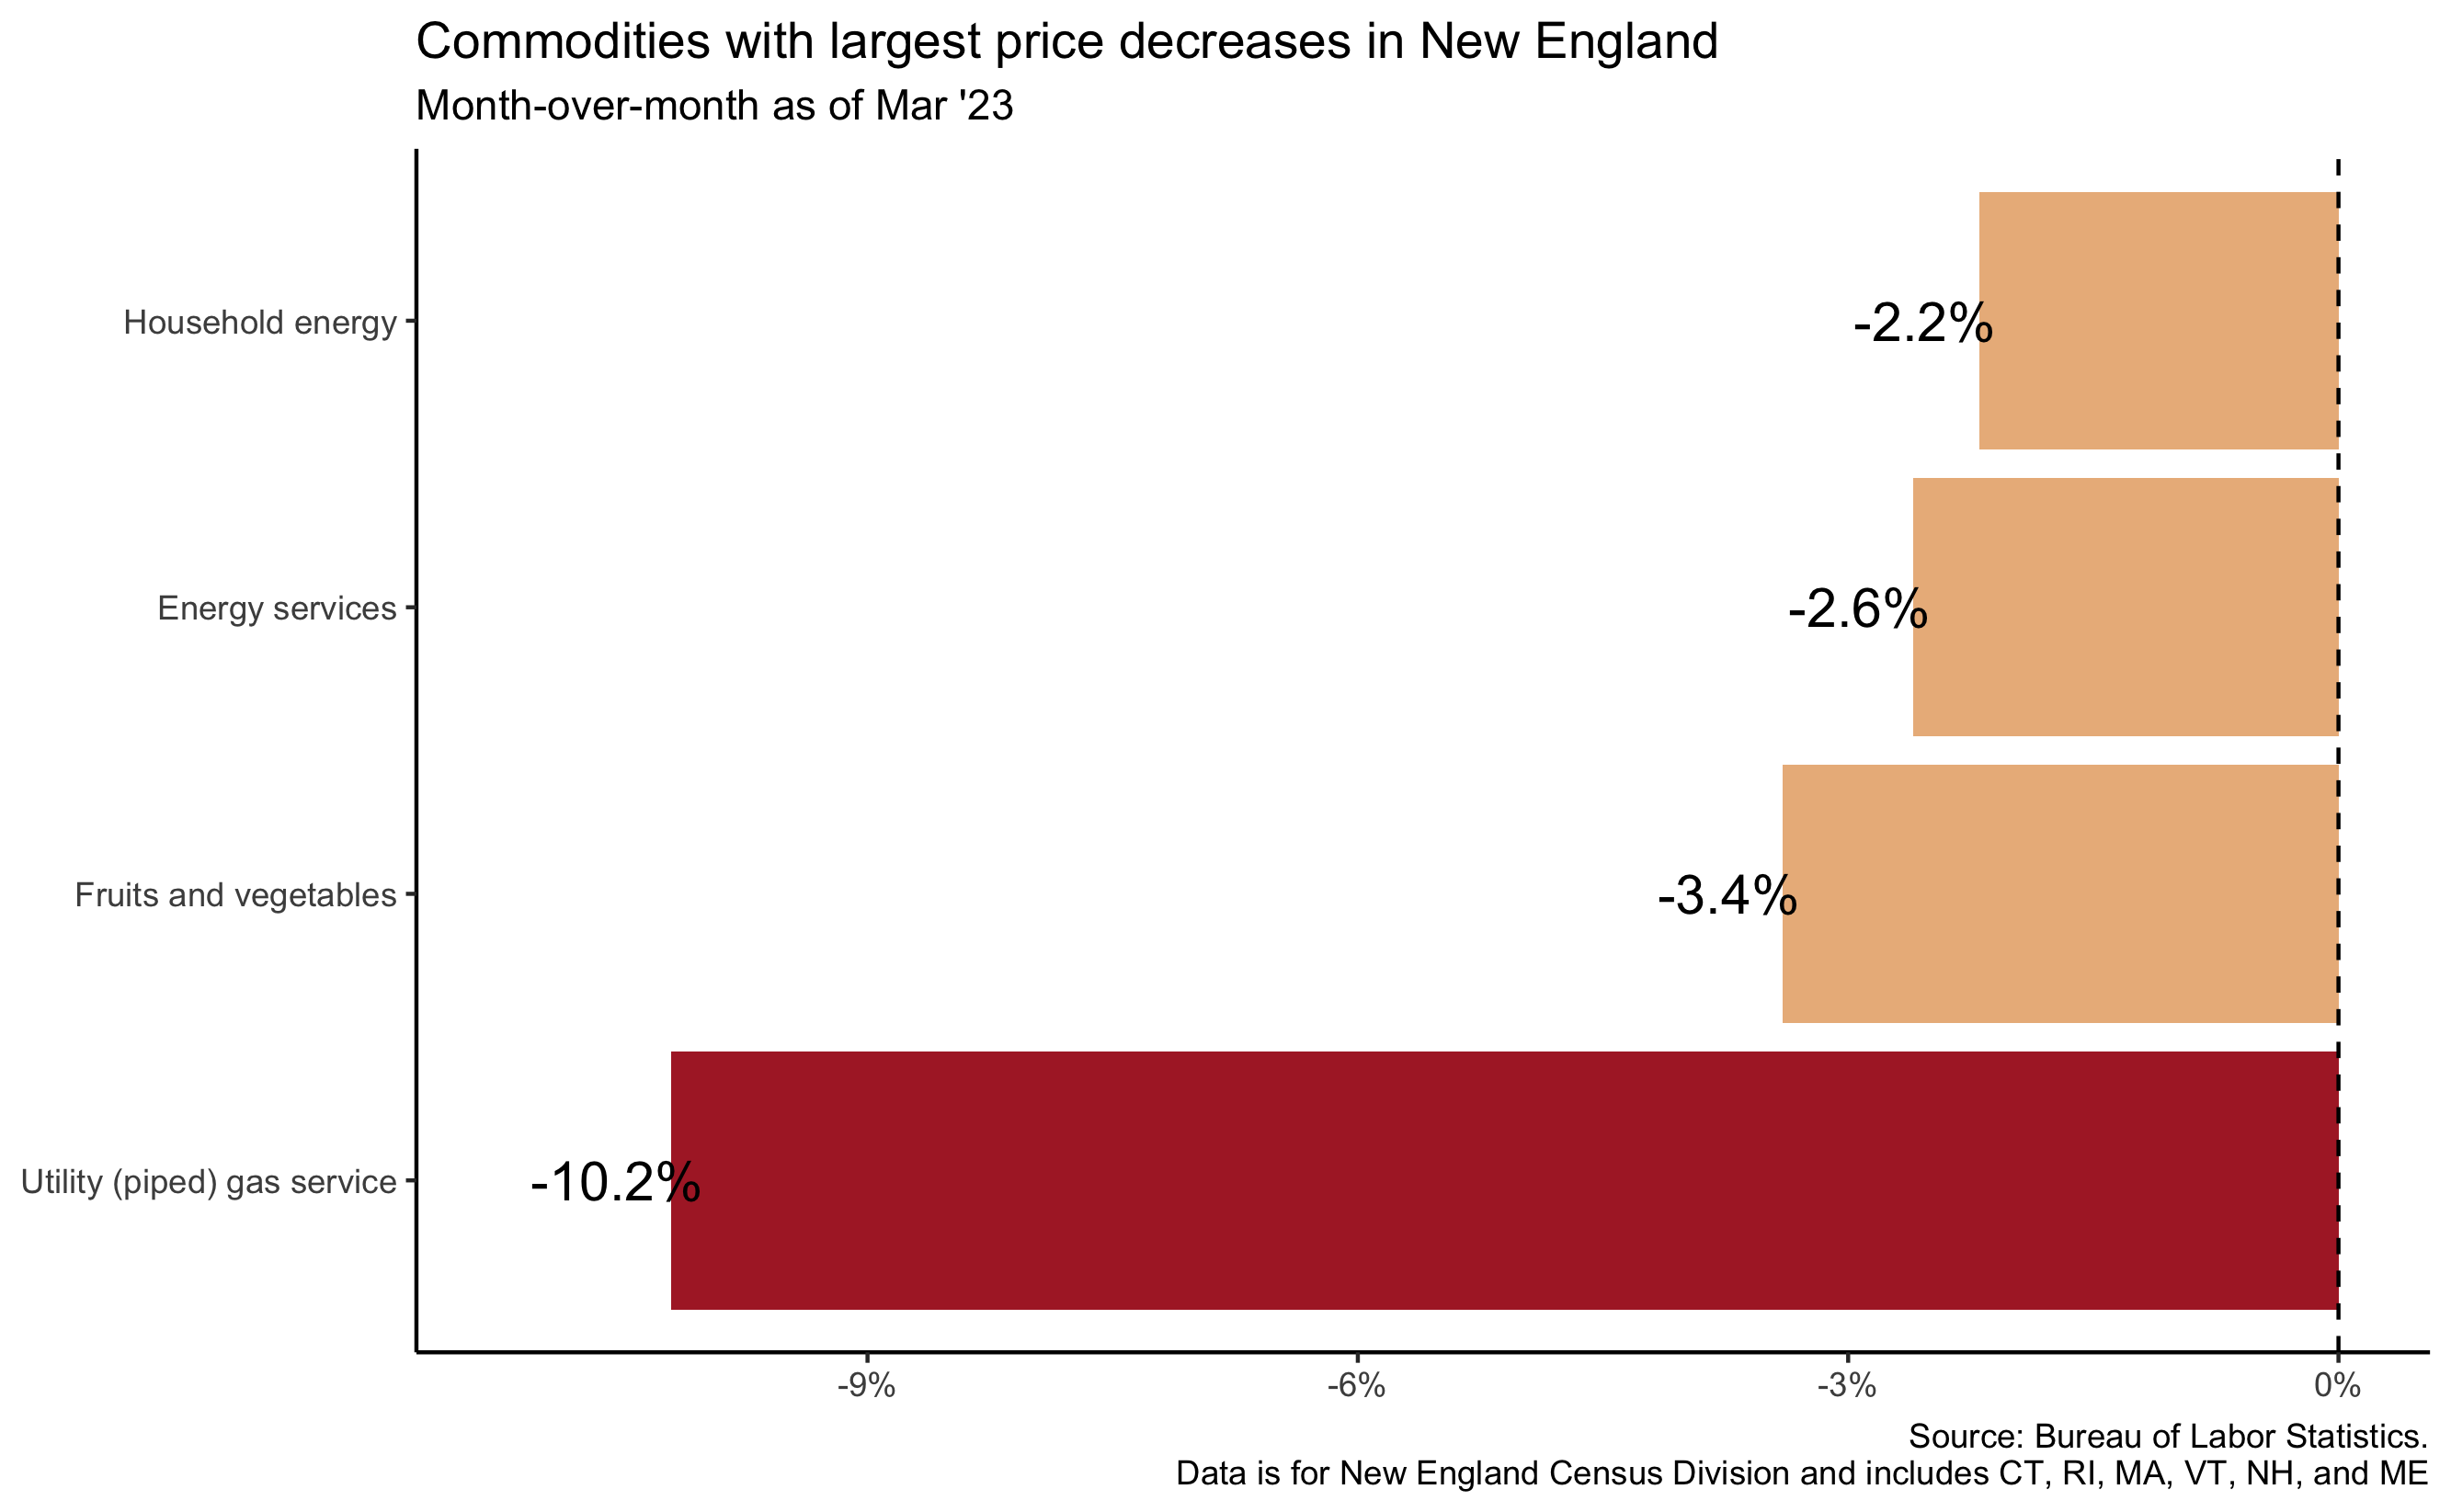 Commodities with largest price decreases in New England
Month-over-month as of Mar '23
Household energy
-2.2%
Energy services
-2.6%
Fruits and vegetables
-3.4%
Utility (piped) gas service
-10.2%
-9%
-6%
-3%
0%
Source: Bureau of Labor Statistics.
Data is for New England Census Division and includes CT, RI, MA, VT, NH, and ME